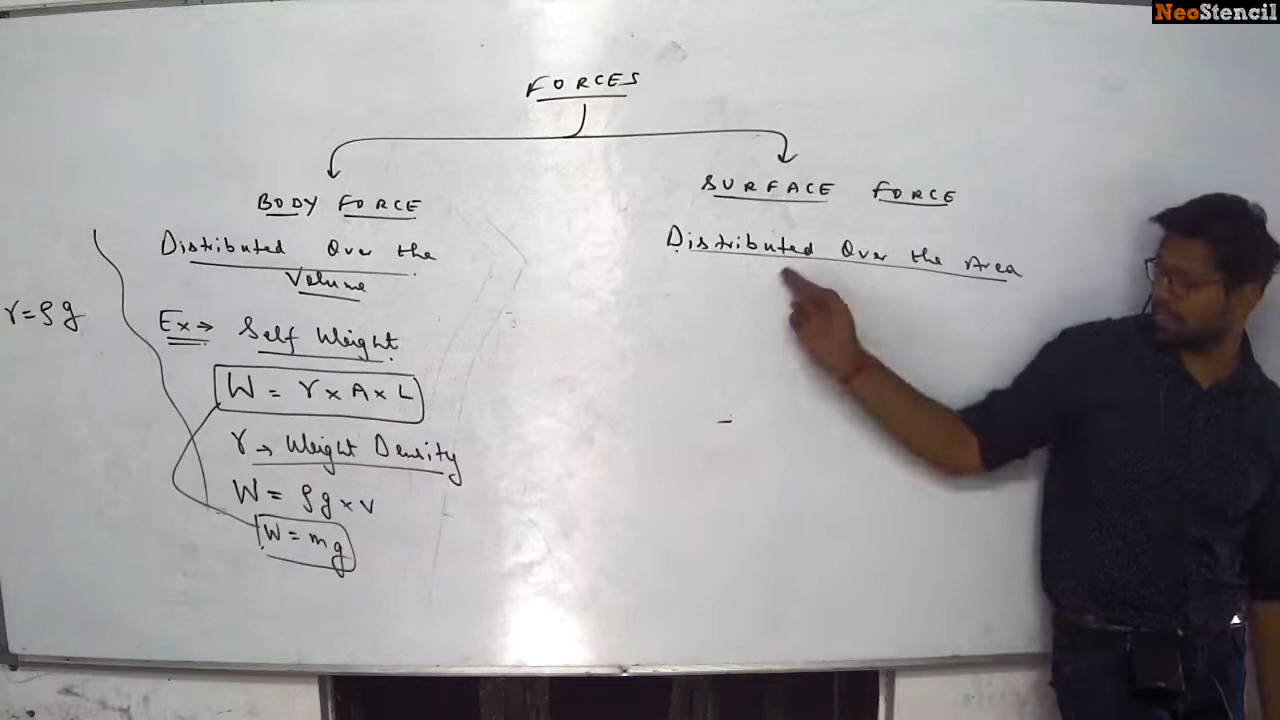 NeoStencil
FORCES
BODY FORCE
Distributed Over the
Volume
γ=ρg
Ex→ Self Weight.
W = γ × A × L
γ → Weight Density
W = ρg × V
W = mg
SURFACE FORCE
Distributed Over the Area